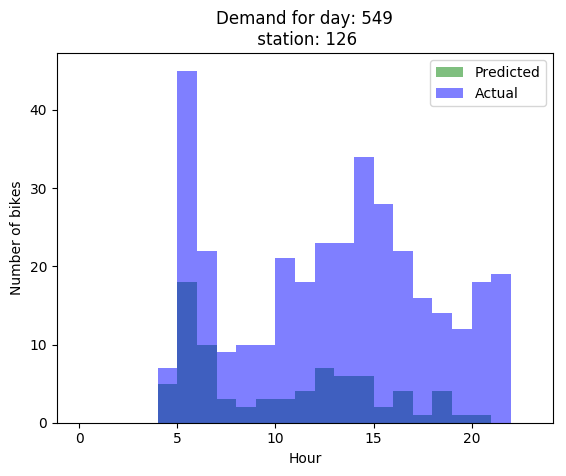 Demand for day: 549
station: 126
Predicted
Actual
Number of bikes
40
30
20
10
0
0
5
10
15
20
Hour